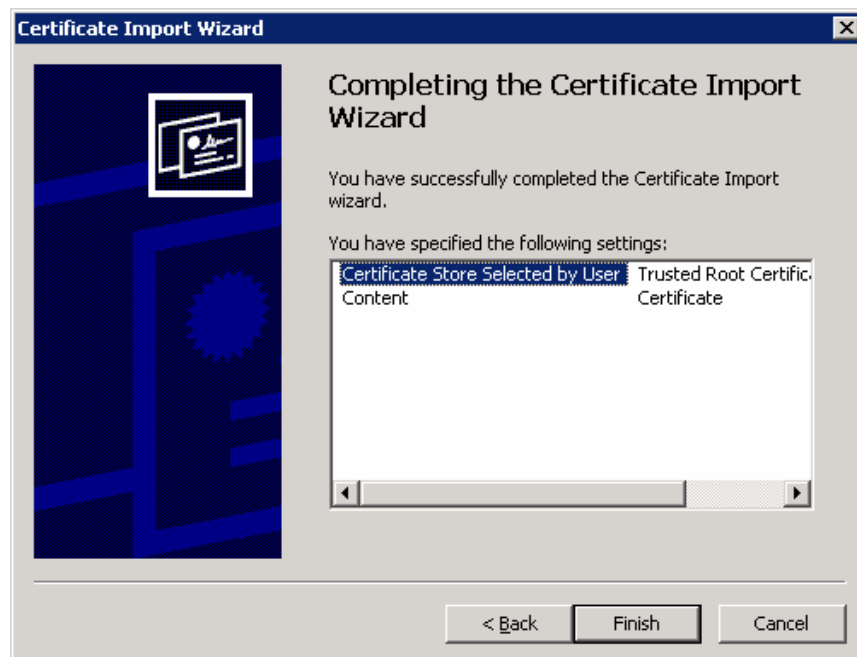 Certificate Import Wizard
Completing the Certificate Import
Wizard
You have successfully completed the Certificate Import
wizard.
You have specified the following settings:
Certificate Store Selected by User Trusted Root Certific
Content Certificate
< Back Finish Cancel